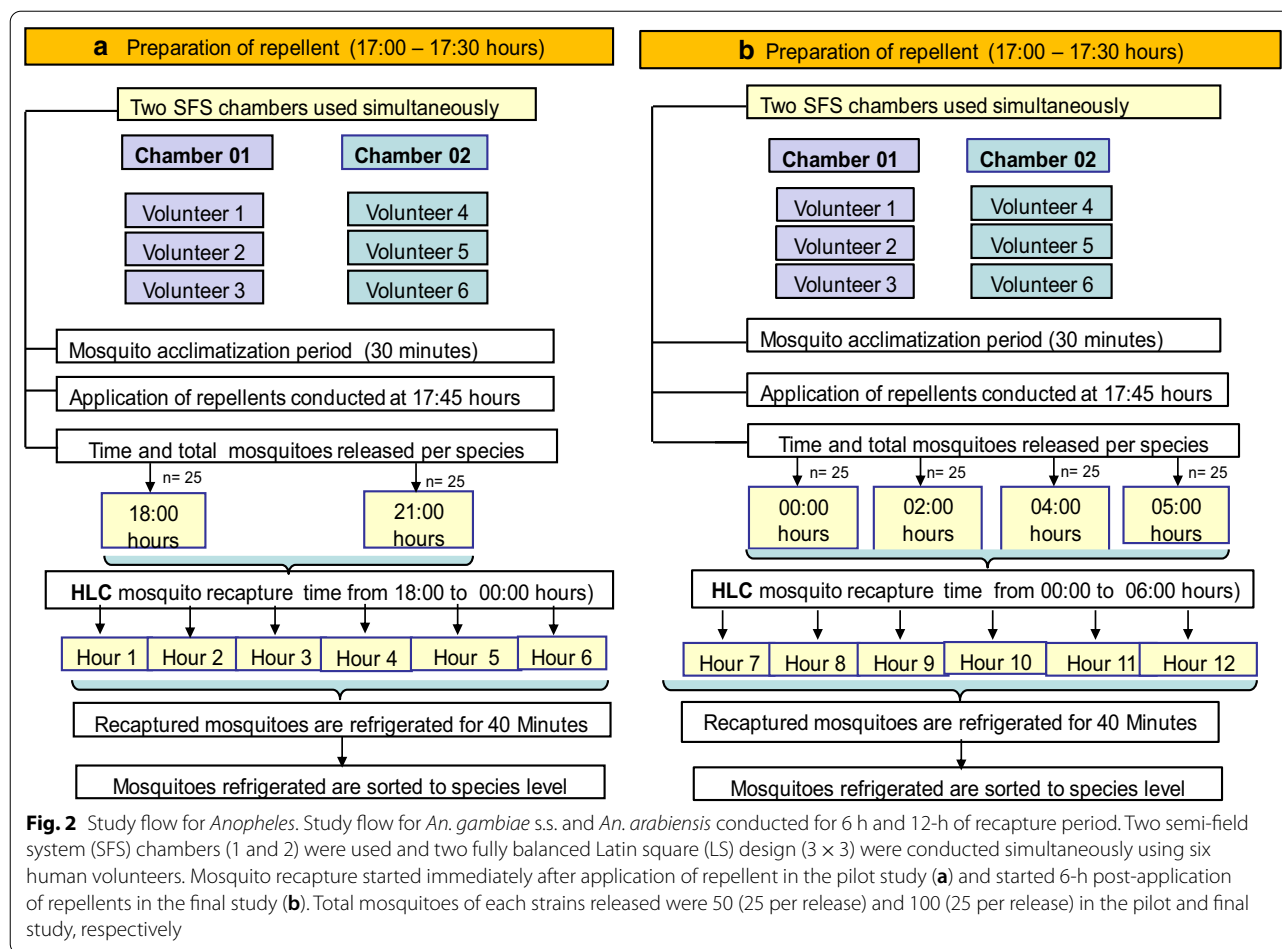 a Preparation of repellent (17:00 – 17:30 hours)
Two SFS chambers used simultaneously
Chamber 01
Chamber 02
Volunteer 1
Volunteer 4
Volunteer 2
Volunteer 5
Volunteer 3
Volunteer 6
Mosquito acclimatization period (30 minutes)
Application of repellents conducted at 17:45 hours
Time and total mosquitoes released per species
n= 25
n= 25
18:00
hours
21:00
hours
HLC mosquito recapture time from 18:00 to 00:00 hours)
Hour 1
Hour 2
Hour 3
Hour 4
Hour 5
Hour 6
Recaptured mosquitoes are refrigerated for 40 Minutes
Mosquitoes refrigerated are sorted to species level
b Preparation of repellent (17:00 – 17:30 hours)
Two SFS chambers used simultaneously
Chamber 01
Chamber 02
Volunteer 1
Volunteer 4
Volunteer 2
Volunteer 5
Volunteer 3
Volunteer 6
Mosquito acclimatization period (30 minutes)
Application of repellents conducted at 17:45 hours
Time and total mosquitoes released per species
n= 25
n= 25
n= 25
n= 25
00:00
hours
02:00
hours
04:00
hours
05:00
hours
HLC mosquito recapture time from 00:00 to 06:00 hours)
Hour 7
Hour 8
Hour 9
Hour 10
Hour 11
Hour 12
Recaptured mosquitoes are refrigerated for 40 Minutes
Mosquitoes refrigerated are sorted to species level
Fig. 2 Study flow for Anopheles. Study flow for An. gambiae s.s. and An. arabiensis conducted for 6 h and 12-h of recapture period. Two semi-field
system (SFS) chambers (1 and 2) were used and two fully balanced Latin square (LS) design (3 × 3) were conducted simultaneously using six
human volunteers. Mosquito recapture started immediately after application of repellent in the pilot study (a) and started 6-h post-application
of repellents in the final study (b). Total mosquitoes of each strains released were 50 (25 per release) and 100 (25 per release) in the pilot and final
study, respectively